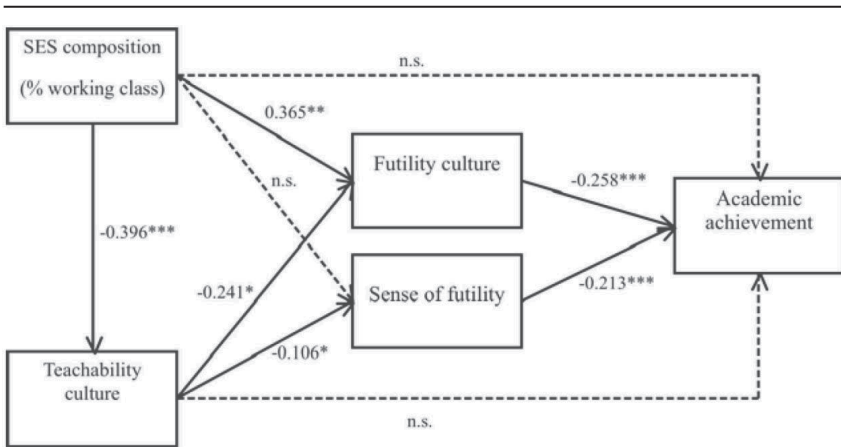 SES composition
(% working class)
n.s.
0.365**
Futility culture
-0.258***
n.s.
Academic
achievement
-0.396***
-0.241*
Sense of futility
-0.213***
-0.106*
Teachability
culture
n.s.